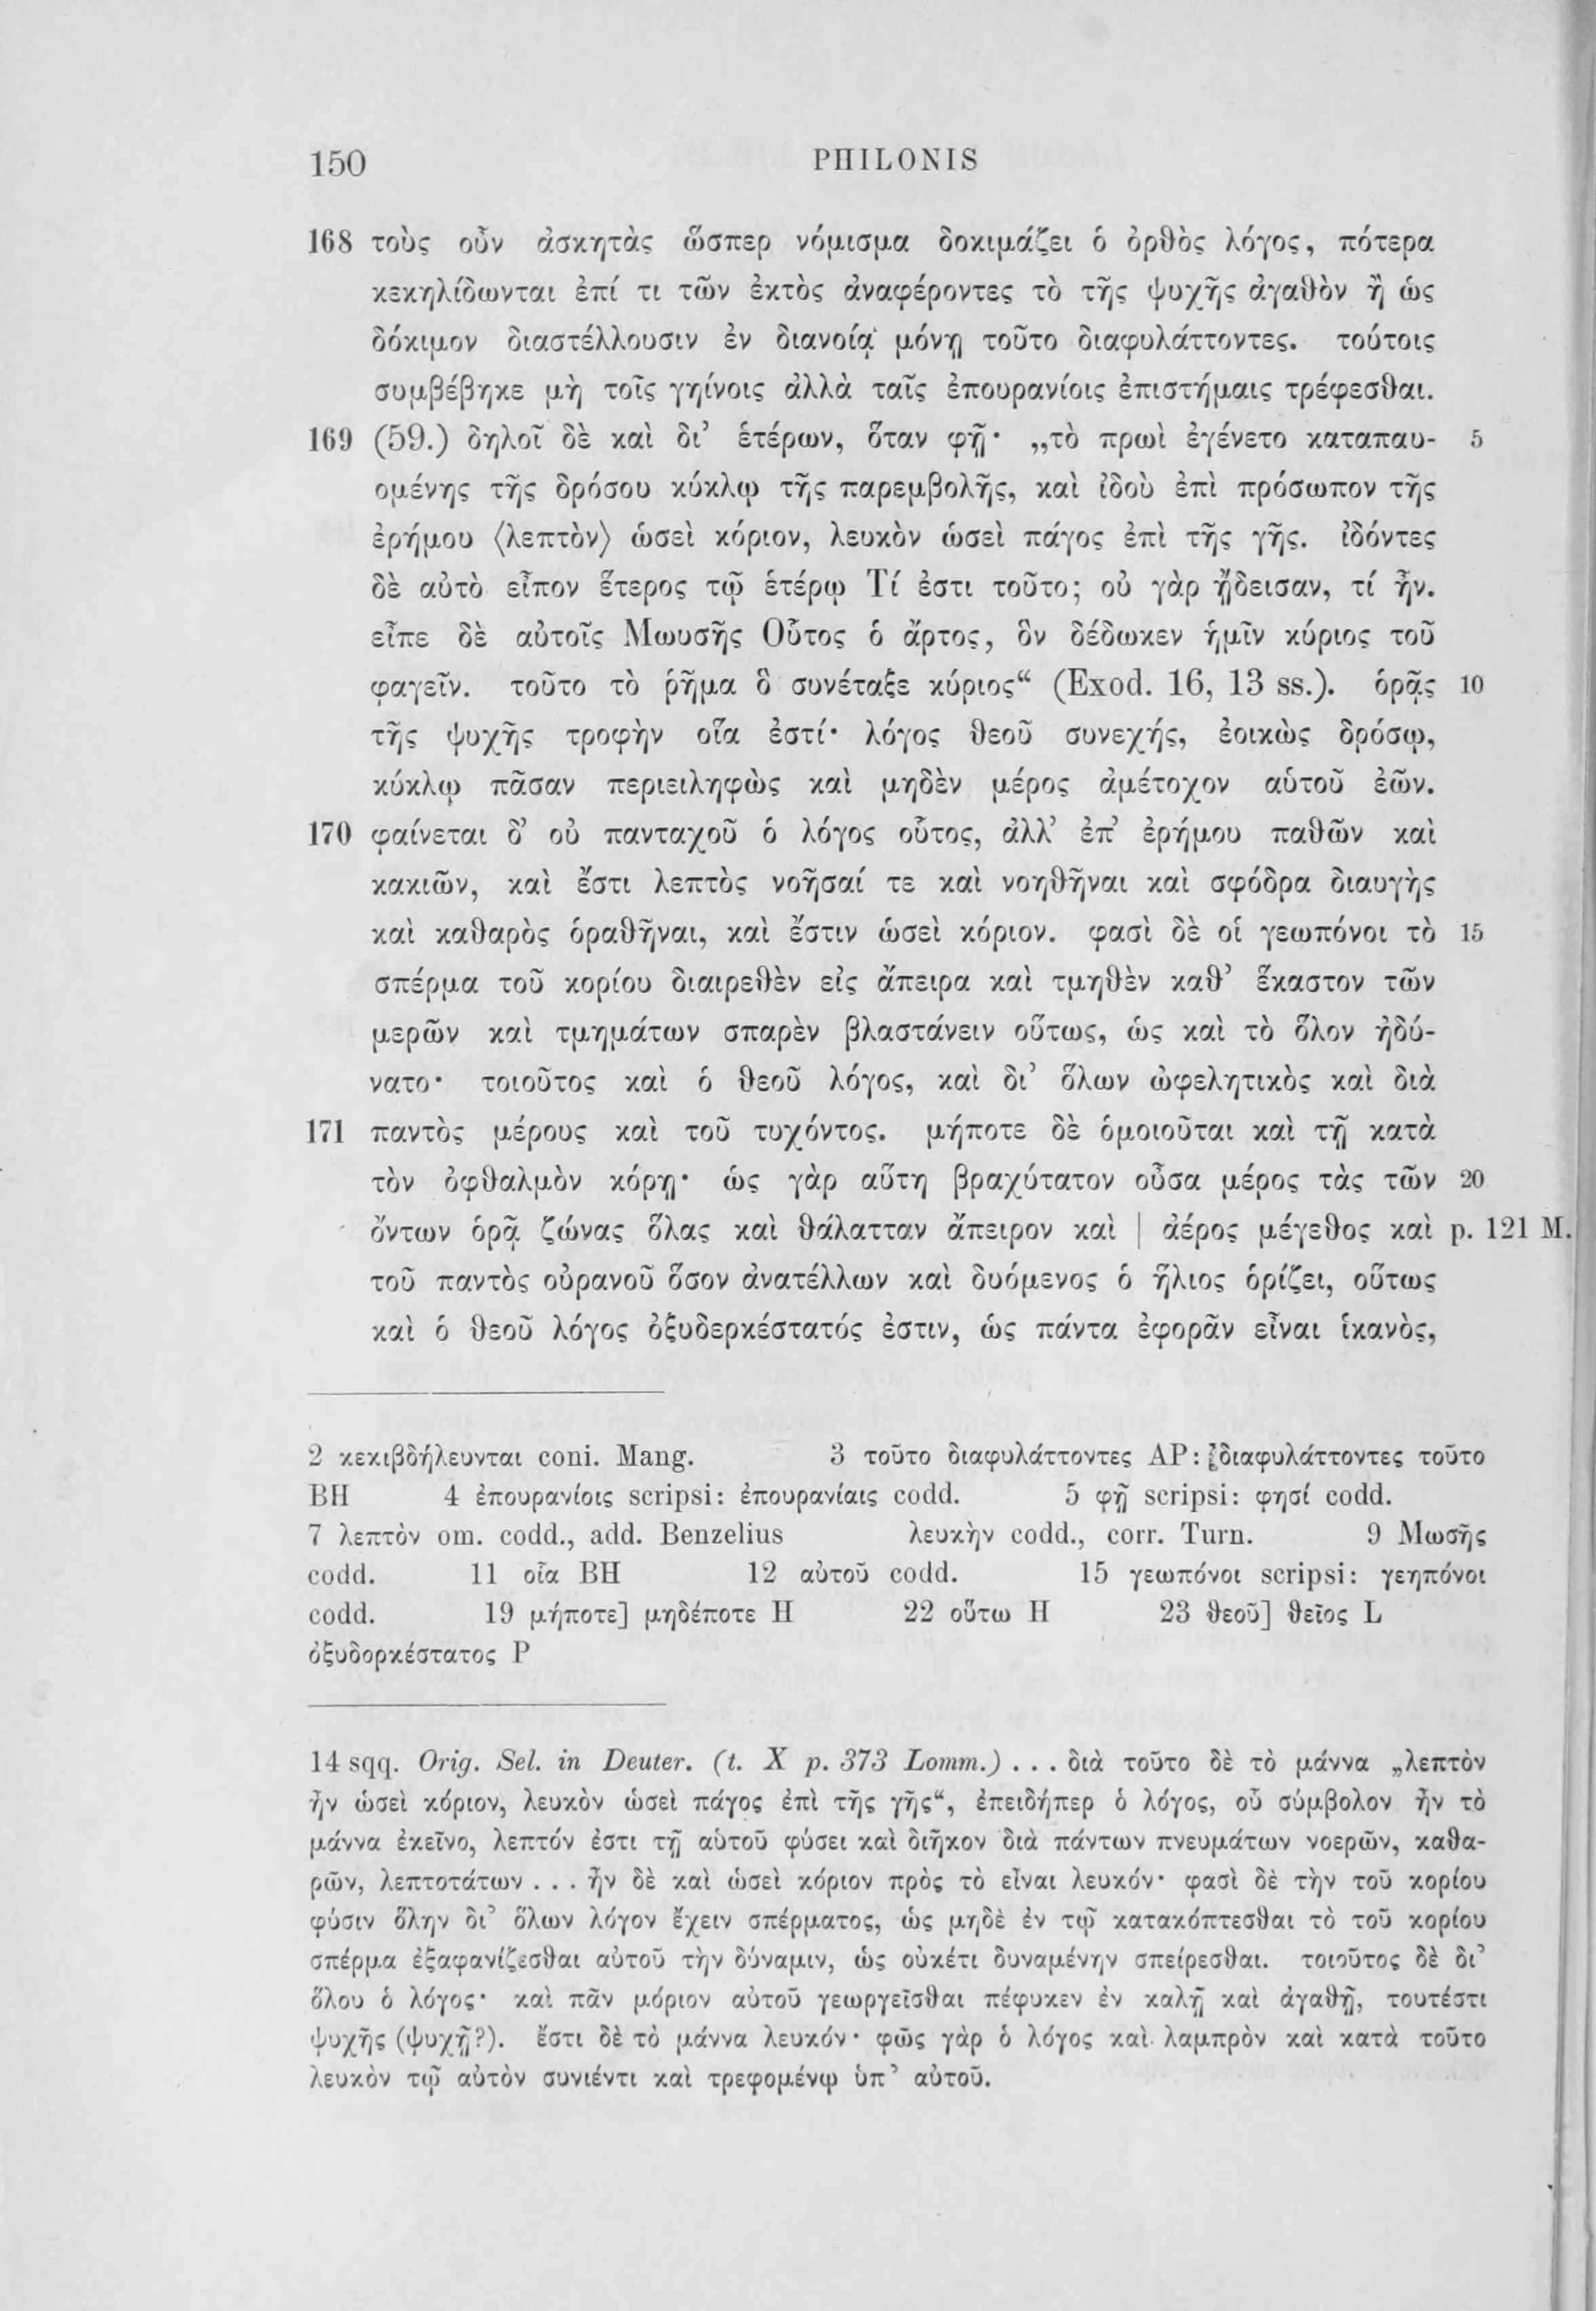 150 PHILONIS
168 τοὺς οὖν ἀσκητὰς ὥσπερ νόμισμα δοκιμάζει ὁ ὀρθὸς λόγος, πότερα
κεκηλίδωνται ἐπί τι τῶν ἐκτὸς ἀναφέροντες τὸ τῆς ψυχῆς ἀγαθὸν ἢ ὡς
δόκιμον διαστέλλουσιν ἐν διανοίᾳ μόνῃ τοῦτο διαφυλάττοντες. τούτοις
συμβέβηκε μὴ τοῖς γηίνοις ἀλλὰ ταῖς ἐπουρανίοις ἐπιστήμαις τρέφεσθαι.
169 (59.) δηλοῖ δὲ καὶ δι’ ἑτέρων, ὅταν φῇ· „τὸ πρωὶ ἐγένετο καταπαυ- 5
ομένης τῆς δρόσου κύκλῳ τῆς παρεμβολῆς, καὶ ἰδοὺ ἐπὶ πρόσωπον τῆς
ἐρήμου ⟨λεπτὸν⟩ ὡσεὶ κόριον, λευκὸν ὡσεὶ πάγος ἐπὶ τῆς γῆς. ἰδόντες
δὲ αὐτὸ εἶπον ἕτερος τῷ ἑτέρῳ Τί ἐστι τοῦτο; οὐ γὰρ ᾔδεισαν, τί ἦν.
εἶπε δὲ αὐτοῖς Μωυσῆς Οὗτος ὁ ἄρτος, ὃν δέδωκεν ἡμῖν κύριος τοῦ
φαγεῖν. τοῦτο τὸ ῥῆμα ὃ συνέταξε κύριος“ (Exod. 16, 13 ss.). ὁρᾷς 10
τῆς ψυχῆς τροφὴν οἵα ἐστί· λόγος θεοῦ συνεχής, ἐοικὼς δρόσῳ,
κύκλῳ πᾶσαν περιειληφὼς καὶ μηδὲν μέρος ἀμέτοχον αὑτοῦ ἐῶν.
170 φαίνεται δ’ οὐ πανταχοῦ ὁ λόγος οὗτος, ἀλλ’ ἐπ’ ἐρήμου παθῶν καὶ
κακιῶν, καὶ ἔστι λεπτὸς νοῆσαί τε καὶ νοηθῆναι καὶ σφόδρα διαυγὴς
καὶ καθαρὸς ὁραθῆναι, καὶ ἔστιν ὡσεὶ κόριον. φασὶ δὲ οἱ γεωπόνοι τὸ 15
σπέρμα τοῦ κορίου διαιρεθὲν εἰς ἄπειρα καὶ τμηθὲν καθ’ ἕκαστον τῶν
μερῶν καὶ τμημάτων σπαρὲν βλαστάνειν οὕτως, ὡς καὶ τὸ ὅλον ἠδύ-
νατο· τοιοῦτος καὶ ὁ θεοῦ λόγος, καὶ δι’ ὅλων ὠφελητικὸς καὶ διὰ
171 παντὸς μέρους καὶ τοῦ τυχόντος. μήποτε δὲ ὁμοιοῦται καὶ τῇ κατὰ
τὸν ὀφθαλμὸν κόρῃ· ὡς γὰρ αὕτη βραχύτατον οὖσα μέρος τὰς τῶν 20
ὄντων ὁρᾷ ζώνας ὅλας καὶ θάλατταν ἄπειρον καὶ | ἀέρος μέγεθος καὶ p. 121 M.
τοῦ παντὸς οὐρανοῦ ὅσον ἀνατέλλων καὶ δυόμενος ὁ ἥλιος ὁρίζει, οὕτως
καὶ ὁ θεοῦ λόγος ὀξυδερκέστατός ἐστιν, ὡς πάντα ἐφορᾶν εἶναι ἱκανὸς,
2 κεκιβδήλευνται coni. Mang. 3 τοῦτο διαφυλάττοντες AP: διαφυλάττοντες τοῦτο
BH 4 ἐπουρανίοις scripsi: ἐπουρανίαις codd. 5 φῇ scripsi: φησί codd.
7 λεπτὸν om. codd., add. Benzelius λευκὴν codd., corr. Turn. 9 Μωσῆς
codd. 11 οἷα BH 12 αὐτοῦ codd. 15 γεωπόνοι scripsi: γεηπόνοι
codd. 19 μήποτε] μηδέποτε H 22 οὕτω H 23 θεοῦ] θεῖος L
ὀξυδορκέστατος P
14 sqq. Orig. Sel. in Deuter. (t. X p. 373 Lomm.) . . . διὰ τοῦτο δὲ τὸ μάννα „λεπτὸν
ἦν ὡσεὶ κόριον, λευκὸν ὡσεὶ πάγος ἐπὶ τῆς γῆς“, ἐπειδήπερ ὁ λόγος, οὗ σύμβολον ἦν τὸ
μάννα ἐκεῖνο, λεπτόν ἐστι τῇ αὑτοῦ φύσει καὶ διῆκον διὰ πάντων πνευμάτων νοερῶν, καθα-
ρῶν, λεπτοτάτων . . . ἦν δὲ καὶ ὡσεὶ κόριον πρὸς τὸ εἶναι λευκόν· φασὶ δὲ τὴν τοῦ κορίου
φύσιν ὅλην δι’ ὅλων λόγον ἔχειν σπέρματος, ὡς μηδὲ ἐν τῷ κατακόπτεσθαι τὸ τοῦ κορίου
σπέρμα ἐξαφανίζεσθαι αὐτοῦ τὴν δύναμιν, ὡς οὐκέτι δυναμένην σπείρεσθαι. τοιοῦτος δὲ δι’
ὅλου ὁ λόγος· καὶ πᾶν μόριον αὐτοῦ γεωργεῖσθαι πέφυκεν ἐν καλῇ καὶ ἀγαθῇ, τουτέστι
ψυχῆς (ψυχῇ?). ἔστι δὲ τὸ μάννα λευκόν· φῶς γὰρ ὁ λόγος καὶ λαμπρὸν καὶ κατὰ τοῦτο
λευκὸν τῷ αὐτὸν συνιέντι καὶ τρεφομένῳ ὑπ’ αὐτοῦ.